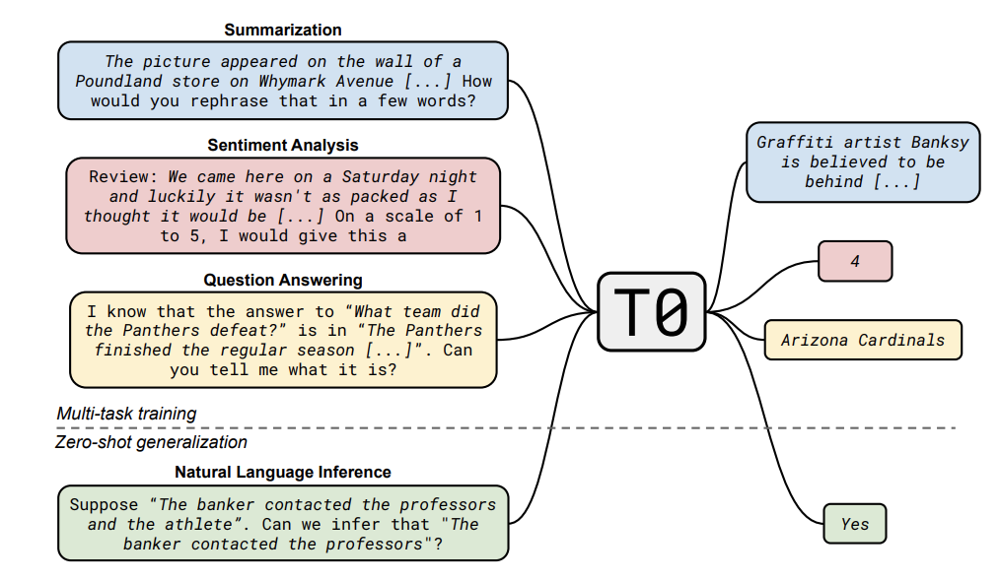 Summarization
The picture appeared on the wall of a
Poundland store on Whymark Avenue [...] How
would you rephrase that in a few words?
Sentiment Analysis
Review: We came here on a Saturday night
and luckily it wasn't as packed as I
thought it would be [...] On a scale of 1
to 5, I would give this a
Question Answering
I know that the answer to “What team did
the Panthers defeat?” is in “The Panthers
finished the regular season [...]”. Can
you tell me what it is?
Multi-task training
Zero-shot generalization
Natural Language Inference
Suppose “The banker contacted the professors
and the athlete”. Can we infer that "The
banker contacted the professors"?
T0
Graffiti artist Banksy
is believed to be
behind [...]
4
Arizona Cardinals
Yes